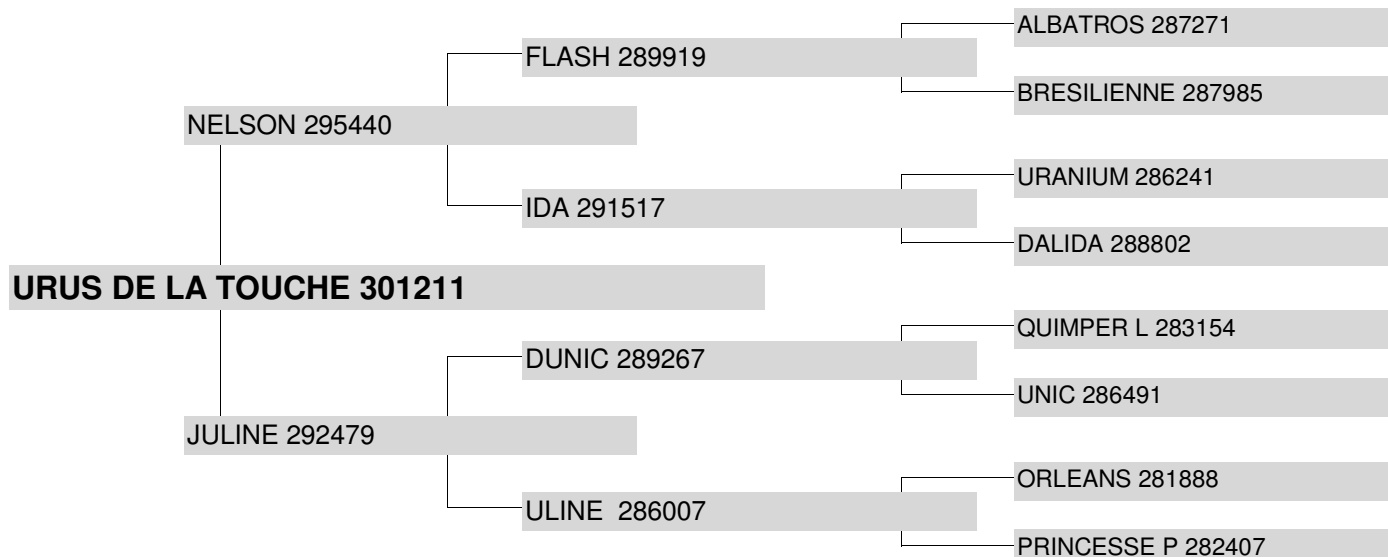 ALBATROS 287271
FLASH 289919
BRESILIENNE 287985
NELSON 295440
URANIUM 286241
IDA 291517
DALIDA 288802
URUS DE LA TOUCHE 301211
QUIMPER L 283154
DUNIC 289267
UNIC 286491
JULINE 292479
ORLEANS 281888
ULINE  286007
PRINCESSE P 282407